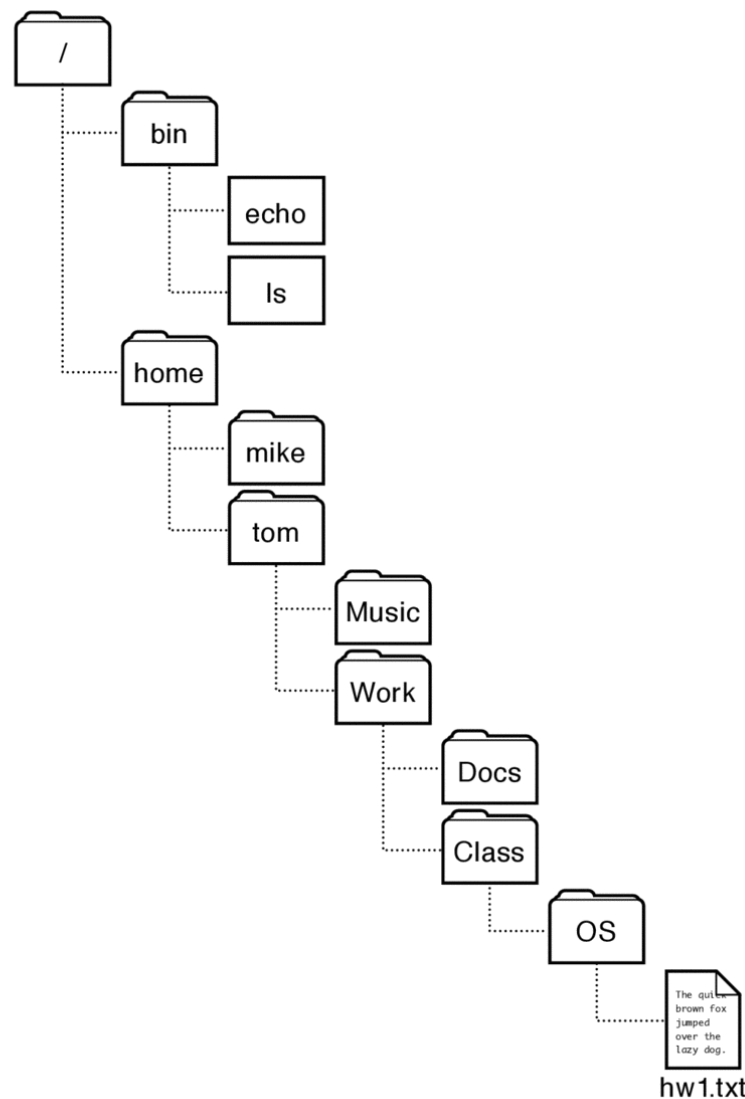 /
bin
echo
ls
home
mike
tom
Music
Work
Docs
Class
OS
The quick
brown fox
jumped
over the
lazy dog.
hw1.txt